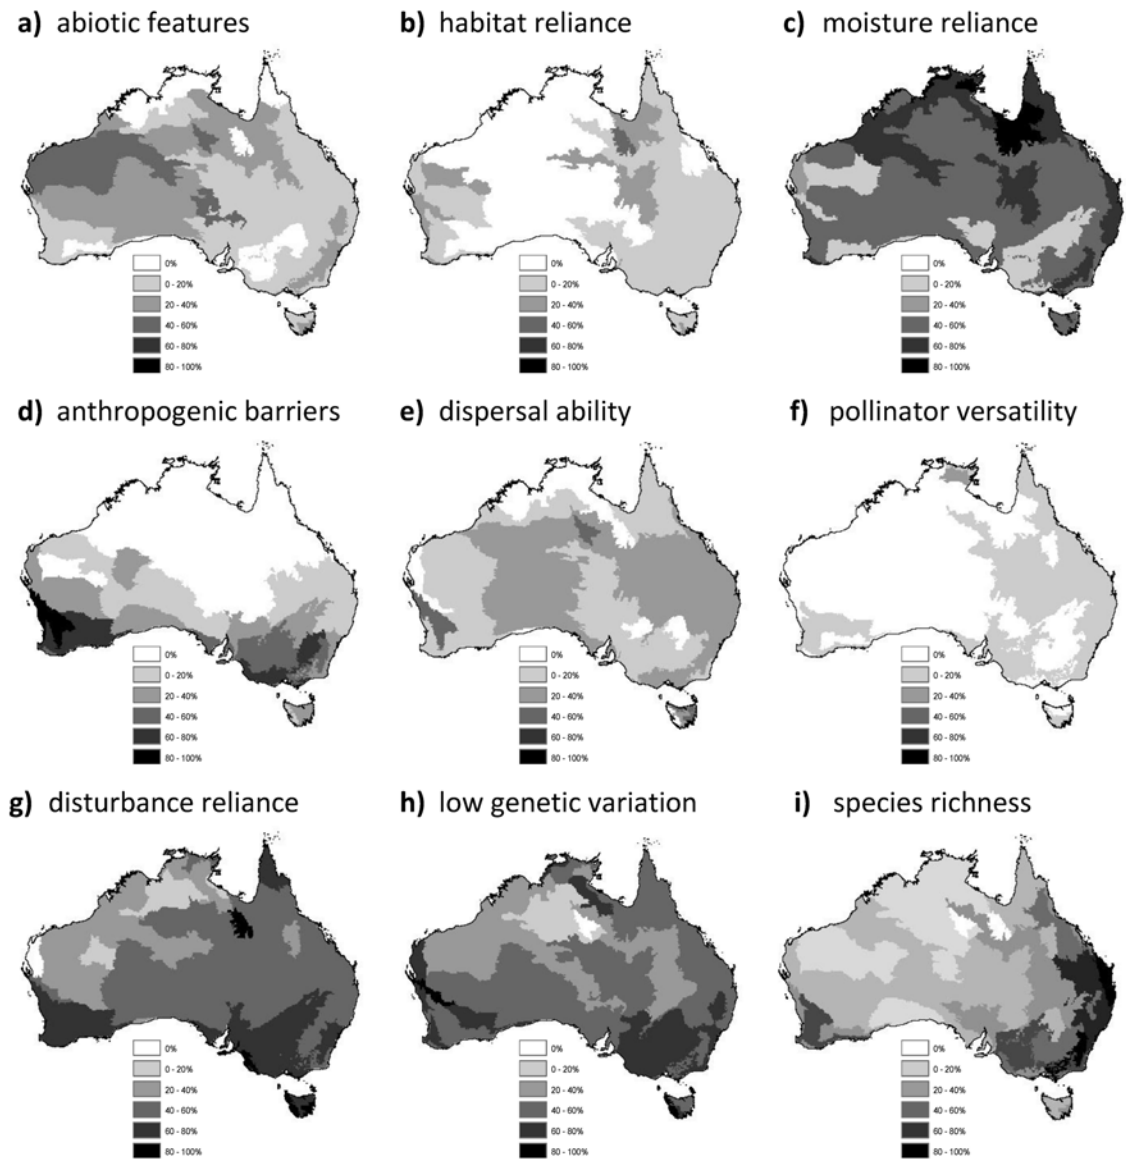 a) abiotic features
b) habitat reliance
c) moisture reliance
0%
0 - 20%
20 - 40%
40 - 60%
60 - 80%
80 - 100%
0%
0 - 20%
20 - 40%
40 - 60%
60 - 80%
80 - 100%
0%
0 - 20%
20 - 40%
40 - 60%
60 - 80%
80 - 100%
d) anthropogenic barriers
e) dispersal ability
f) pollinator versatility
0%
0 - 20%
20 - 40%
40 - 60%
60 - 80%
80 - 100%
0%
0 - 20%
20 - 40%
40 - 60%
60 - 80%
80 - 100%
0%
0 - 20%
20 - 40%
40 - 60%
60 - 80%
80 - 100%
g) disturbance reliance
h) low genetic variation
i) species richness
0%
0 - 20%
20 - 40%
40 - 60%
60 - 80%
80 - 100%
0%
0 - 20%
20 - 40%
40 - 60%
60 - 80%
80 - 100%
0%
0 - 20%
20 - 40%
40 - 60%
60 - 80%
80 - 100%